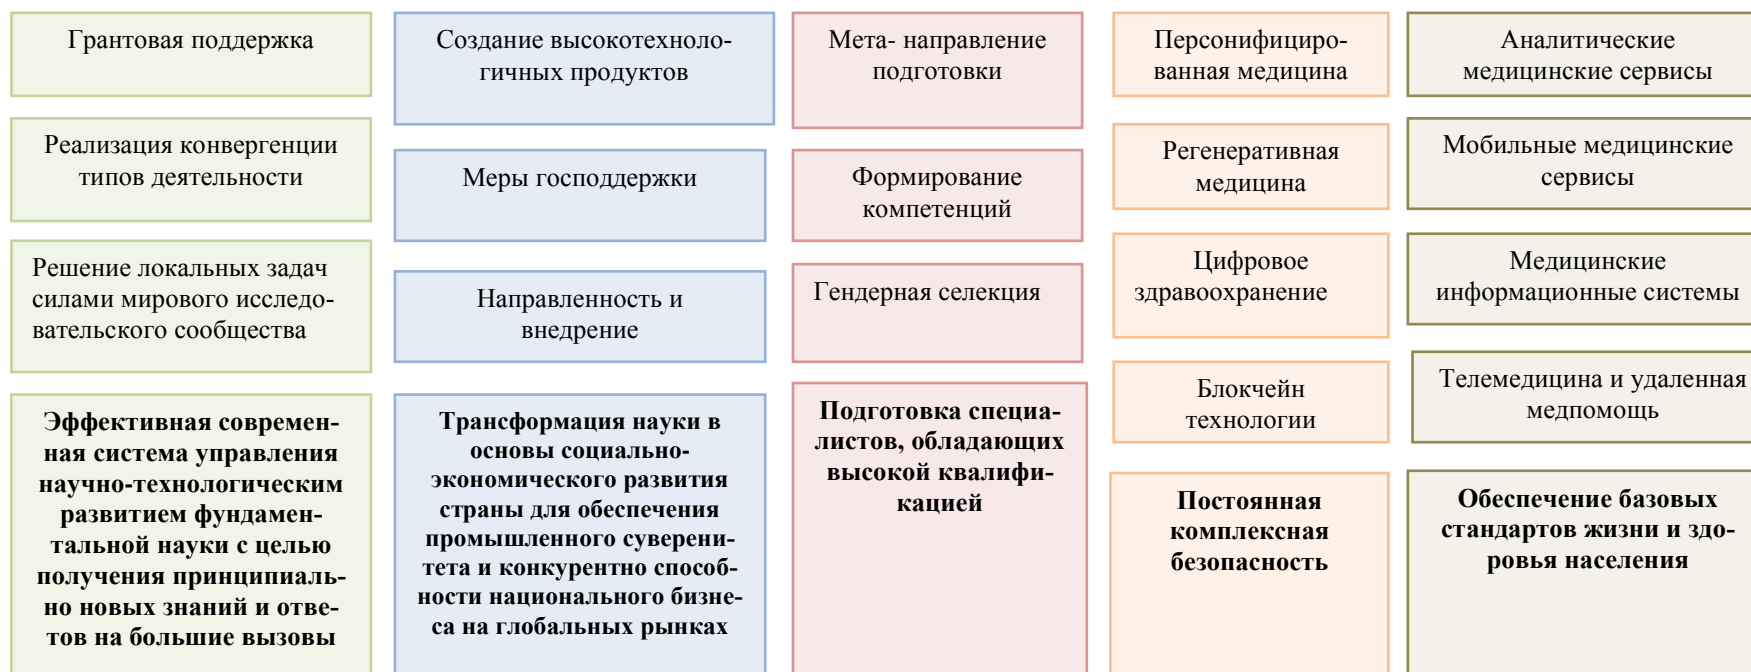 Грантовая поддержка
Реализация конвергенции
типов деятельности
Решение локальных задач
силами мирового исследо-
вательского сообщества
Эффективная современ-
ная система управления
научно-технологическим
развитием фундамен-
тальной науки с целью
получения принципиаль-
но новых знаний и отве-
тов на большие вызовы
Создание высокотехноло-
гичных продуктов
Меры господдержки
Направленность и
внедрение
Трансформация науки в
основы социально-
экономического развития
страны для обеспечения
промышленного суверени-
тета и конкурентно способ-
ности национального бизне-
са на глобальных рынках
Мета- направление
подготовки
Формирование
компетенций
Гендерная селекция
Подготовка специа-
листов, обладающих
высокой квалифи-
кацией
Персонифициро-
ванная медицина
Регенеративная
медицина
Цифровое
здравоохранение
Блокчейн
технологии
Постоянная
комплексная
безопасность
Аналитические
медицинские сервисы
Мобильные медицинские
сервисы
Медицинские
информационные системы
Телемедицина и удаленная
медпомощь
Обеспечение базовых
стандартов жизни и здо-
ровья населения